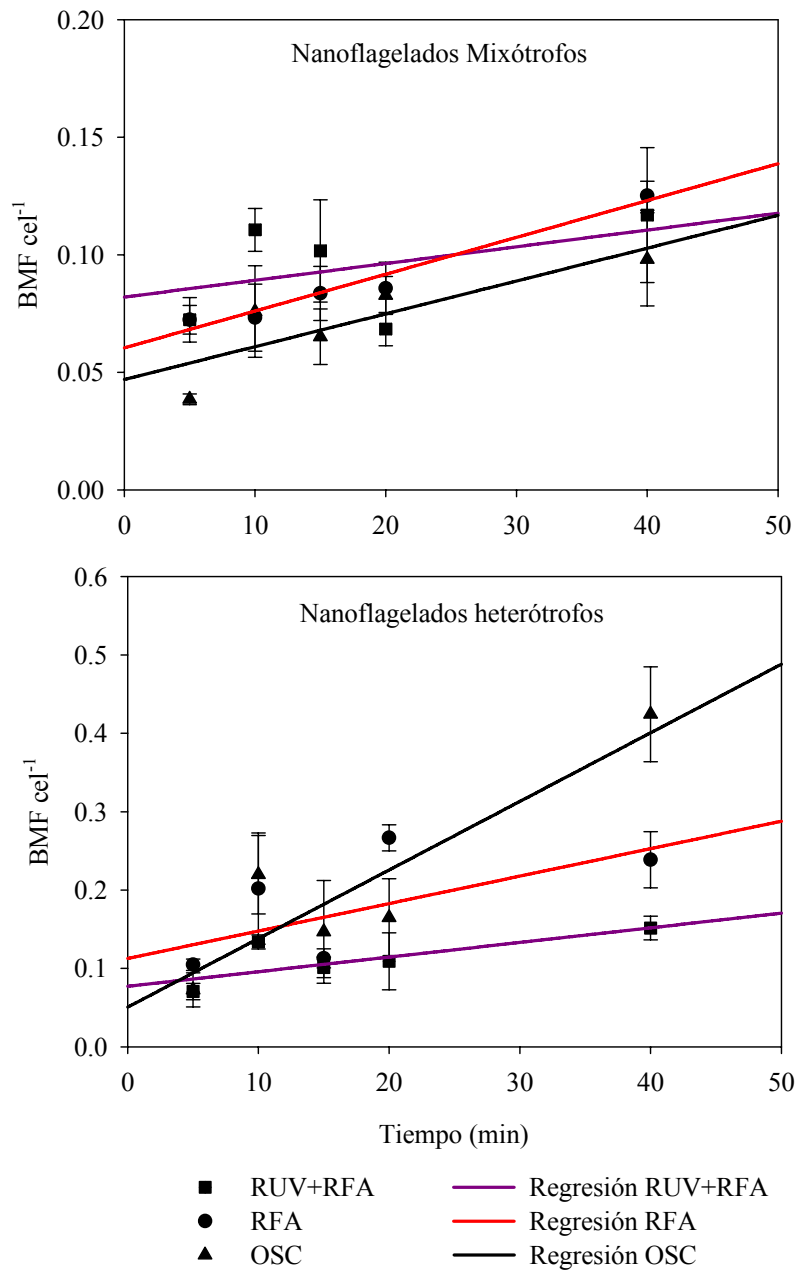 Nanoflagelados Mixótrofos
0.20
0.15
0.10
0.05
0.00
BMF cel⁻¹
0 10 20 30 40 50
Nanoflagelados heterótrofos
0.6
0.5
0.4
0.3
0.2
0.1
0.0
BMF cel⁻¹
0 10 20 30 40 50
Tiempo (min)
RUV+RFA Regresión RUV+RFA
RFA Regresión RFA
OSC Regresión OSC